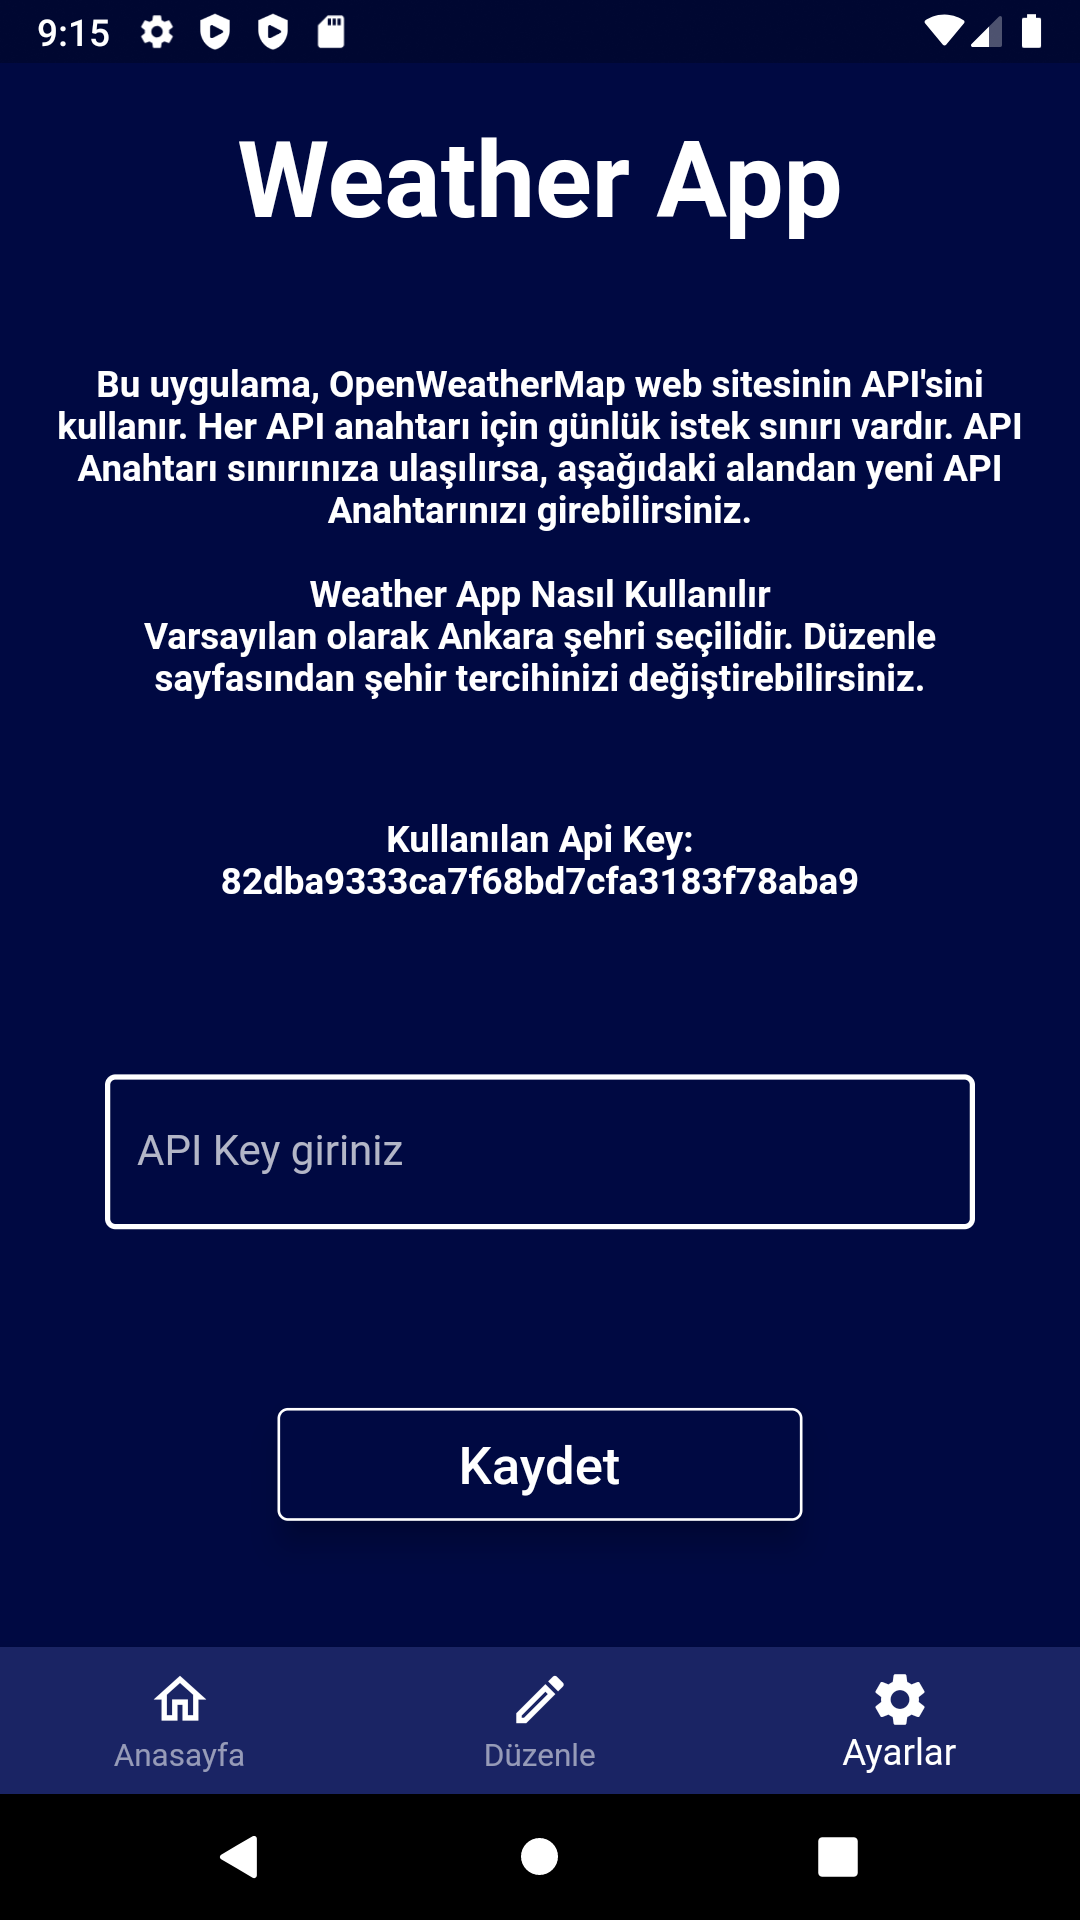 9:15
Weather App
Bu uygulama, OpenWeatherMap web sitesinin API'sini
kullanır. Her API anahtarı için günlük istek sınırı vardır. API
Anahtarı sınırınıza ulaşılırsa, aşağıdaki alandan yeni API
Anahtarınızı girebilirsiniz.
Weather App Nasıl Kullanılır
Varsayılan olarak Ankara şehri seçilidir. Düzenle
sayfasından şehir tercihinizi değiştirebilirsiniz.
Kullanılan Api Key:
82dba9333ca7f68bd7cfa3183f78aba9
API Key giriniz
Kaydet
Anasayfa
Düzenle
Ayarlar